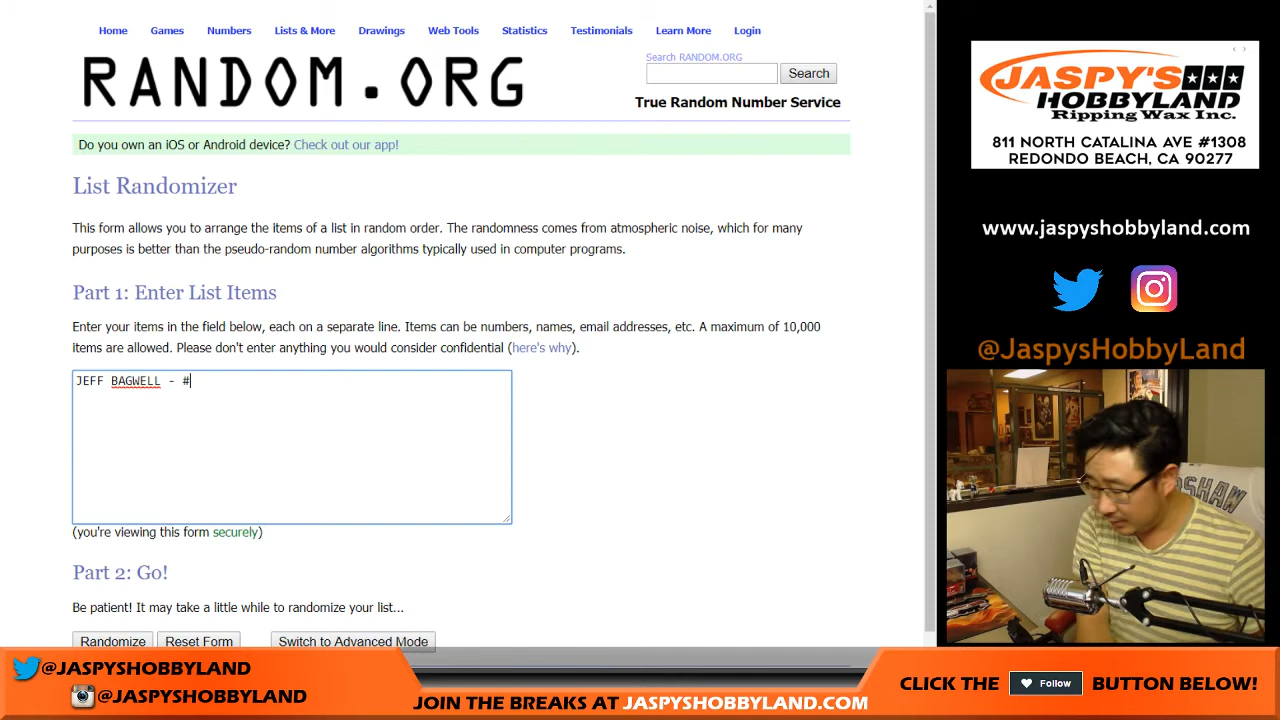 Home Games Numbers Lists & More Drawings Web Tools Statistics Testimonials Learn More Login
RANDOM.ORG
Search RANDOM.ORG
Search
True Random Number Service
Do you own an iOS or Android device? Check out our app!
List Randomizer
This form allows you to arrange the items of a list in random order. The randomness comes from atmospheric noise, which for many
purposes is better than the pseudo-random number algorithms typically used in computer programs.
Part 1: Enter List Items
Enter your items in the field below, each on a separate line. Items can be numbers, names, email addresses, etc. A maximum of 10,000
items are allowed. Please don't enter anything you would consider confidential (here's why).
JEFF BAGWELL - #
(you're viewing this form securely)
Part 2: Go!
Be patient! It may take a little while to randomize your list...
Randomize Reset Form Switch to Advanced Mode
JASPY'S
HOBBYLAND
Ripping Wax Inc.
811 NORTH CATALINA AVE #1308
REDONDO BEACH, CA 90277
www.jaspyshobbyland.com
@JaspysHobbyLand
RSHAW
@JASPYSHOBBYLAND
@JASPYSHOBBYLAND
JOIN THE BREAKS AT JASPYSHOBBYLAND.COM
CLICK THE Follow BUTTON BELOW!